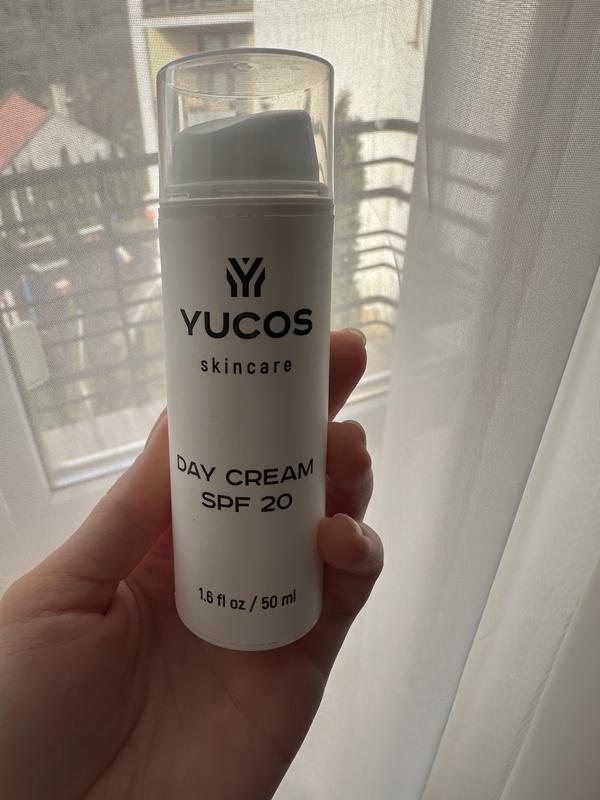 YUCOS
skincare
DAY CREAM
SPF 20
1.6 fl oz / 50 ml